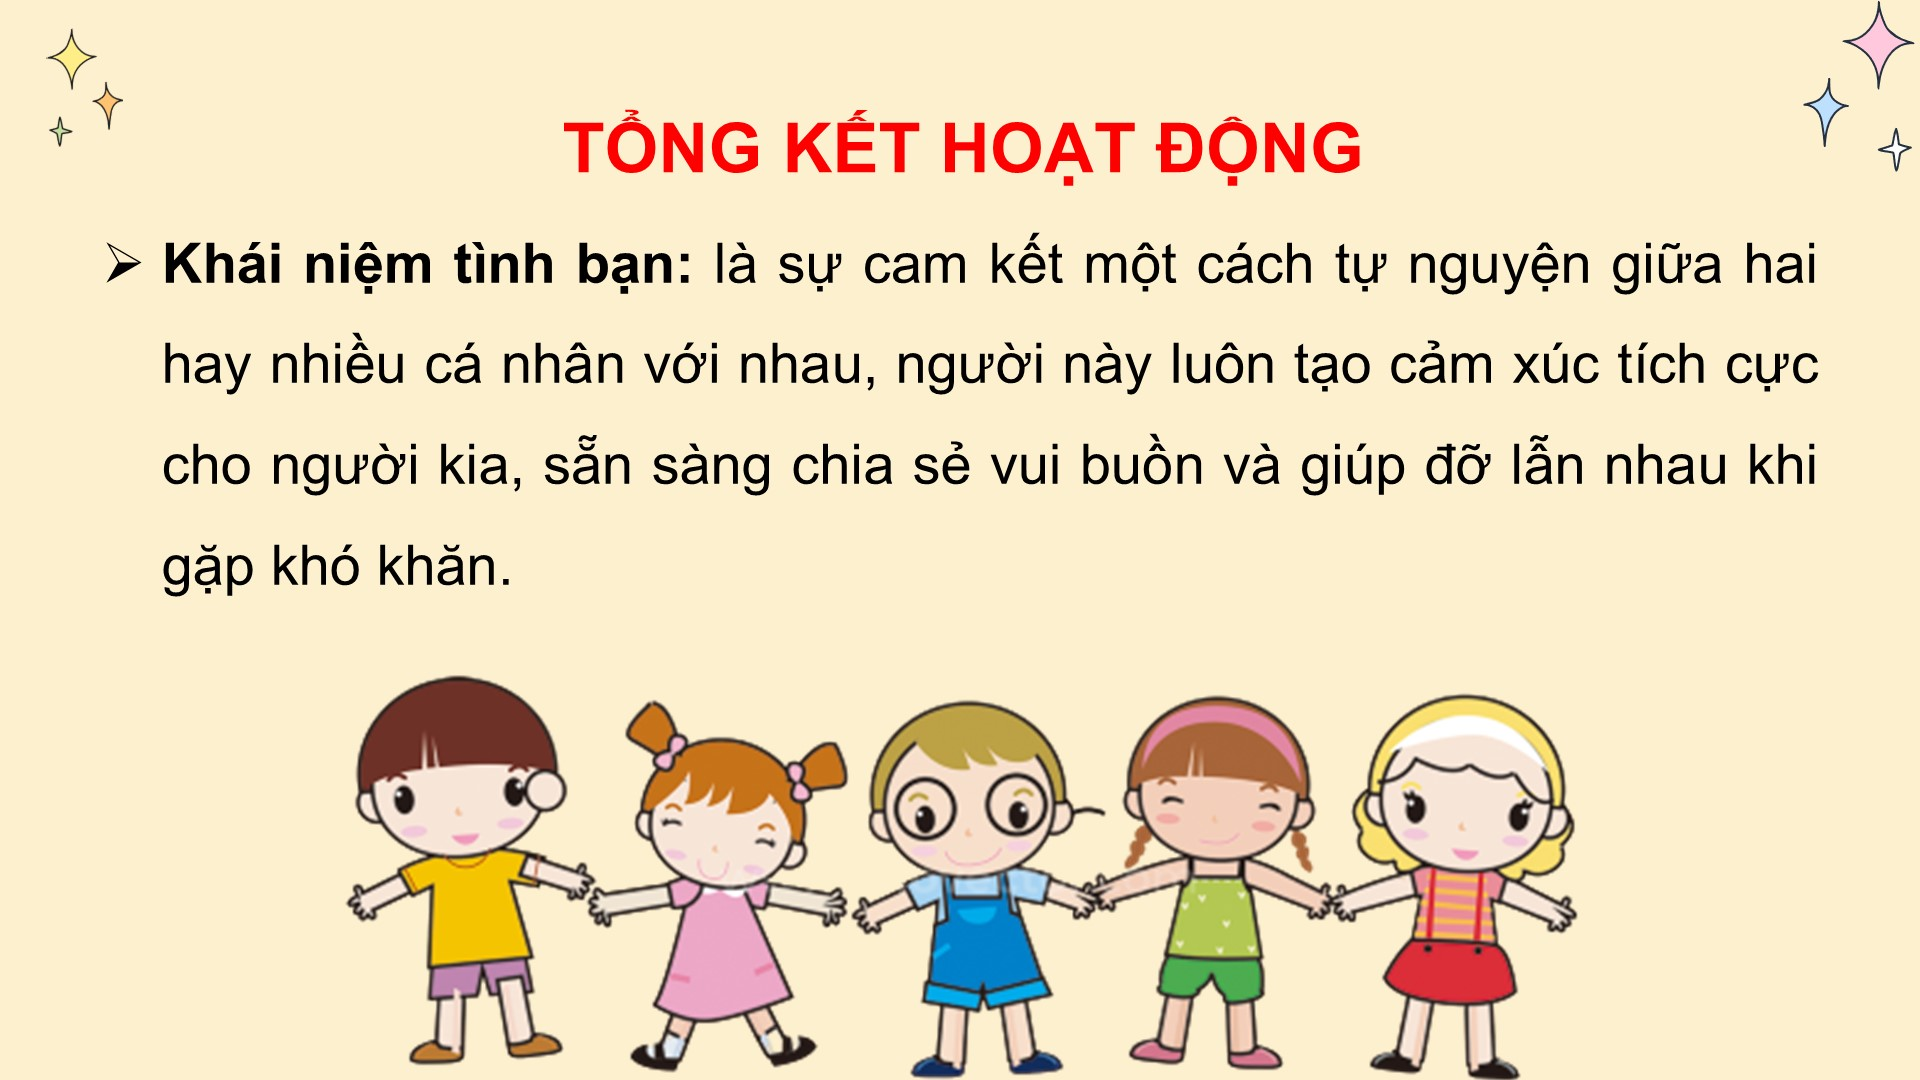 TỔNG KẾT HOẠT ĐỘNG
Khái niệm tình bạn: là sự cam kết một cách tự nguyện giữa hai
hay nhiều cá nhân với nhau, người này luôn tạo cảm xúc tích cực
cho người kia, sẵn sàng chia sẻ vui buồn và giúp đỡ lẫn nhau khi
gặp khó khăn.